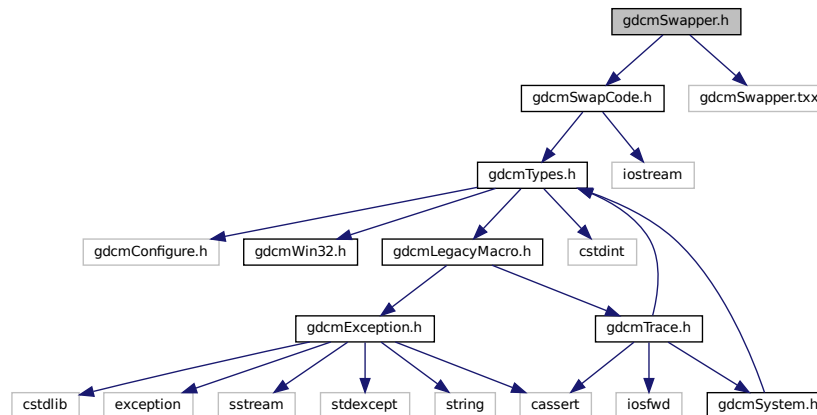 gdcmSwapper.h
gdcmSwapCode.h
gdcmSwapper.txx
gdcmTypes.h
iostream
gdcmConfigure.h
gdcmWin32.h
gdcmLegacyMacro.h
cstdint
gdcmException.h
gdcmTrace.h
cstdlib
exception
sstream
stdexcept
string
cassert
iosfwd
gdcmSystem.h